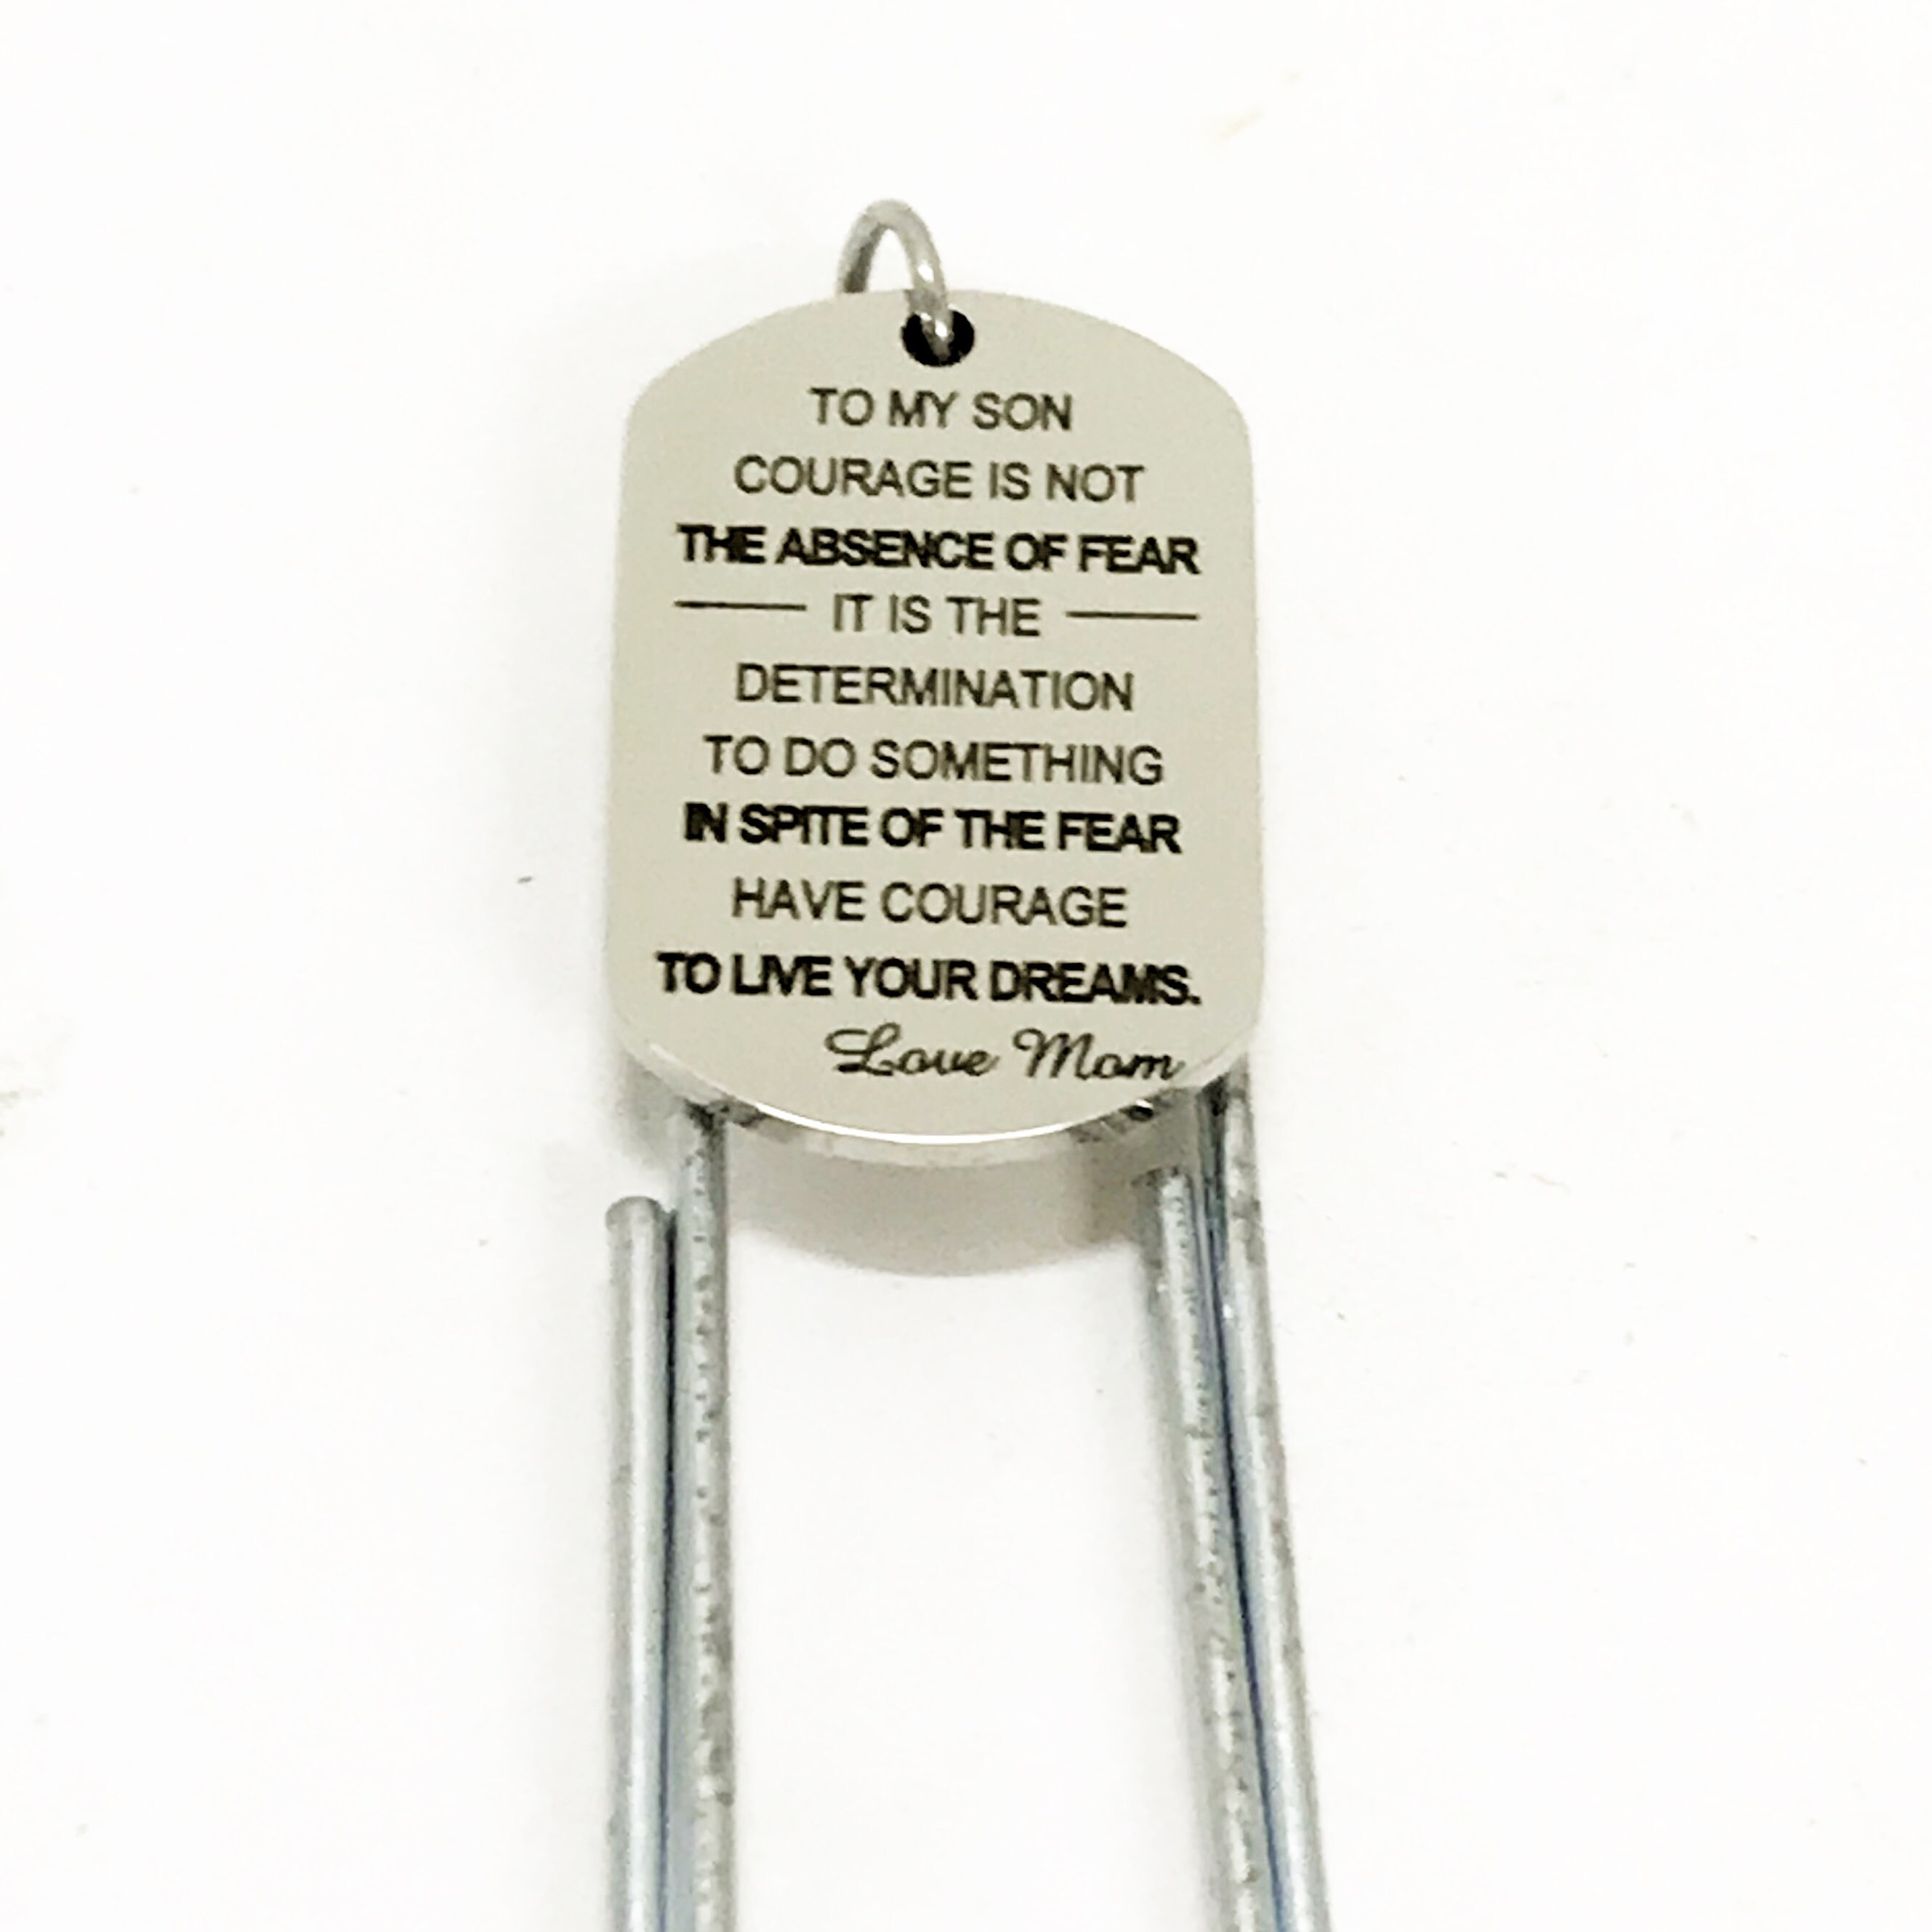 TO MY SON
COURAGE IS NOT
THE ABSENCE OF FEAR
IT IS THE
DETERMINATION
TO DO SOMETHING
IN SPITE OF THE FEAR
HAVE COURAGE
TO LIVE YOUR DREAMS.
Love Mom